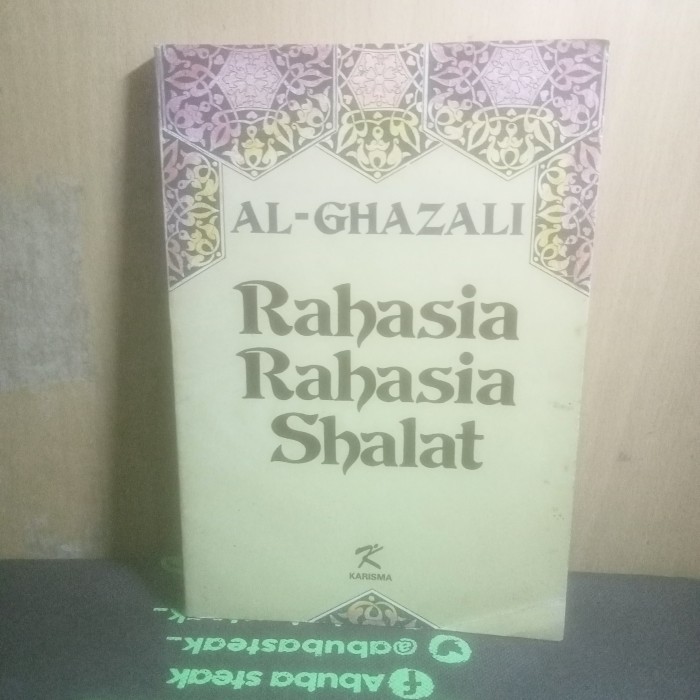 AL-GHAZALI
Rahasia
Rahasia
Shalat
KARISMA
@abubasteak_
Abuba steak